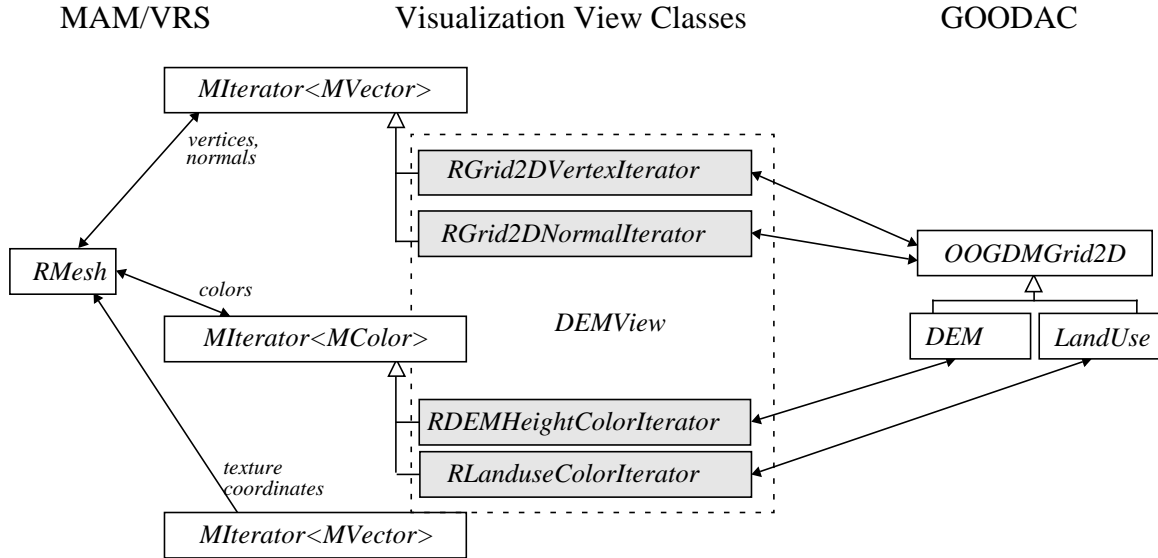 MAM/VRS
Visualization View Classes
GOODAC
MIterator<MVector>
vertices,
normals
RGrid2DVertexIterator
RGrid2DNormalIterator
OOGDMGrid2D
RMesh
colors
DEMView
MIterator<MColor>
DEM
LandUse
RDEMHeightColorIterator
RLanduseColorIterator
texture
coordinates
MIterator<MVector>